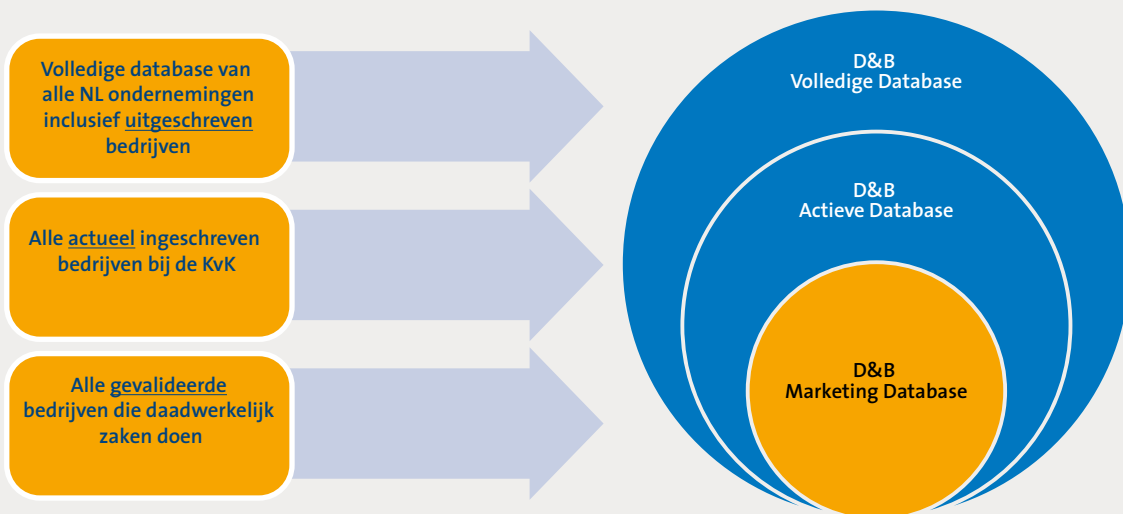 Volledige database van
alle NL ondernemingen
inclusief uitgeschreven
bedrijven
D&B
Volledige Database
Alle actueel ingeschreven
bedrijven bij de KvK
D&B
Actieve Database
Alle gevalideerde
bedrijven die daadwerkelijk
zaken doen
D&B
Marketing Database